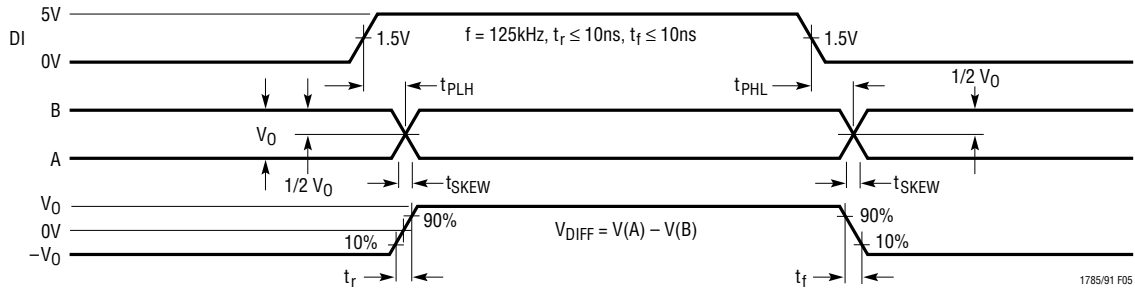 5V
DI
1.5V
f = 125kHz, tr ≤ 10ns, tf ≤ 10ns
1.5V
0V
tPLH
tPHL
1/2 VO
B
VO
A
1/2 VO
tSKEW
tSKEW
VO
90%
90%
0V
VDIFF = V(A) – V(B)
10%
10%
–VO
tr
tf
1785/91 F05